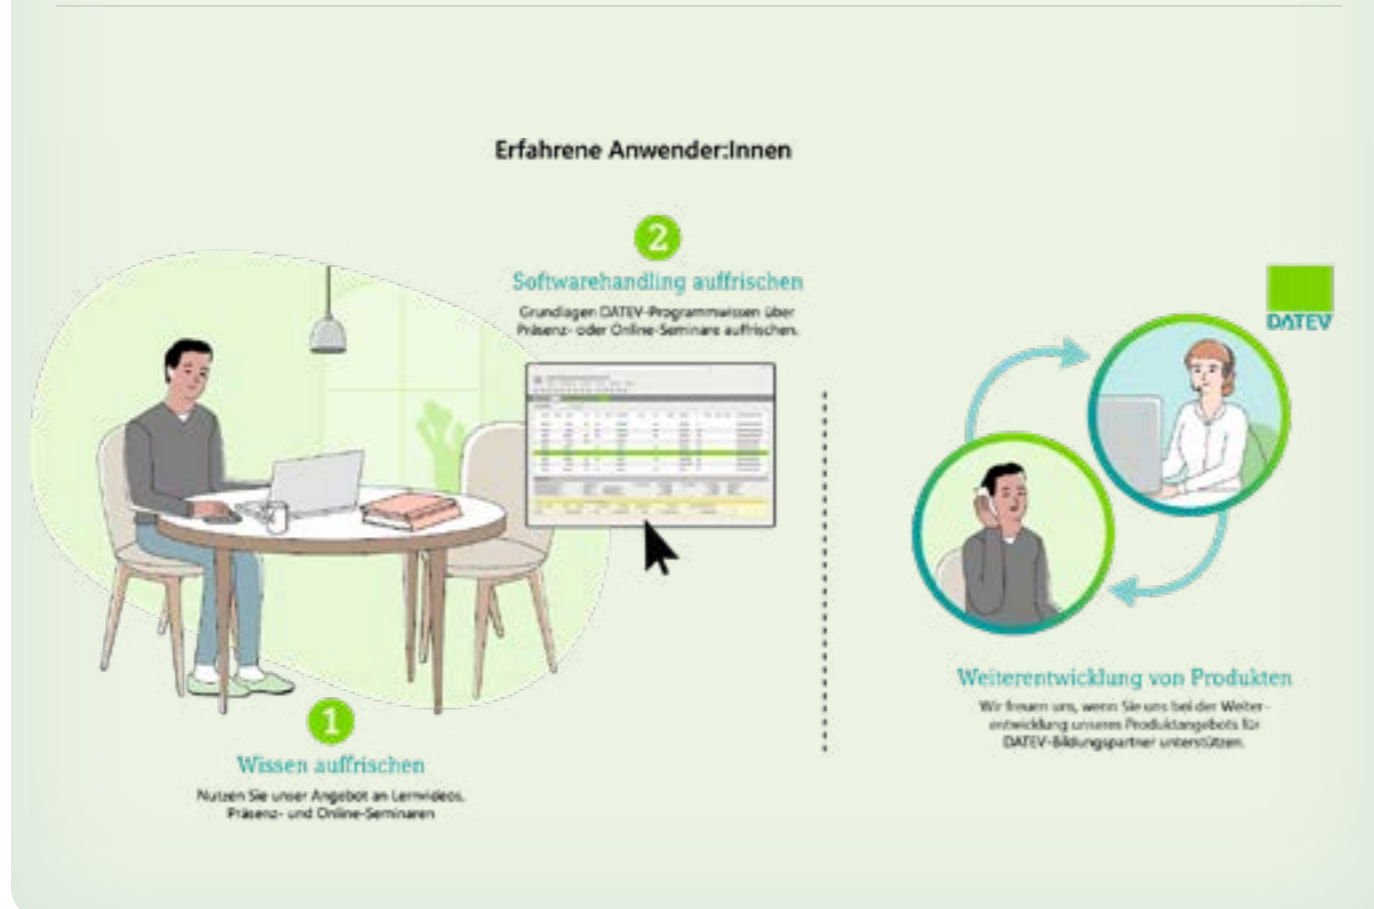 Erfahrene Anwender:Innen
2
Softwarehandling auffrischen
Grundlagen DATEV-Programmwissen über
Präsenz- oder Online-Seminare auffrischen.
DATEV
1
Wissen auffrischen
Nutzen Sie unser Angebot an Lernvideos,
Präsenz- und Online-Seminaren
Weiterentwicklung von Produkten
Wir freuen uns, wenn Sie uns bei der Weiter-
entwicklung unseres Produktangebots für
DATEV-Bildungspartner unterstützen.